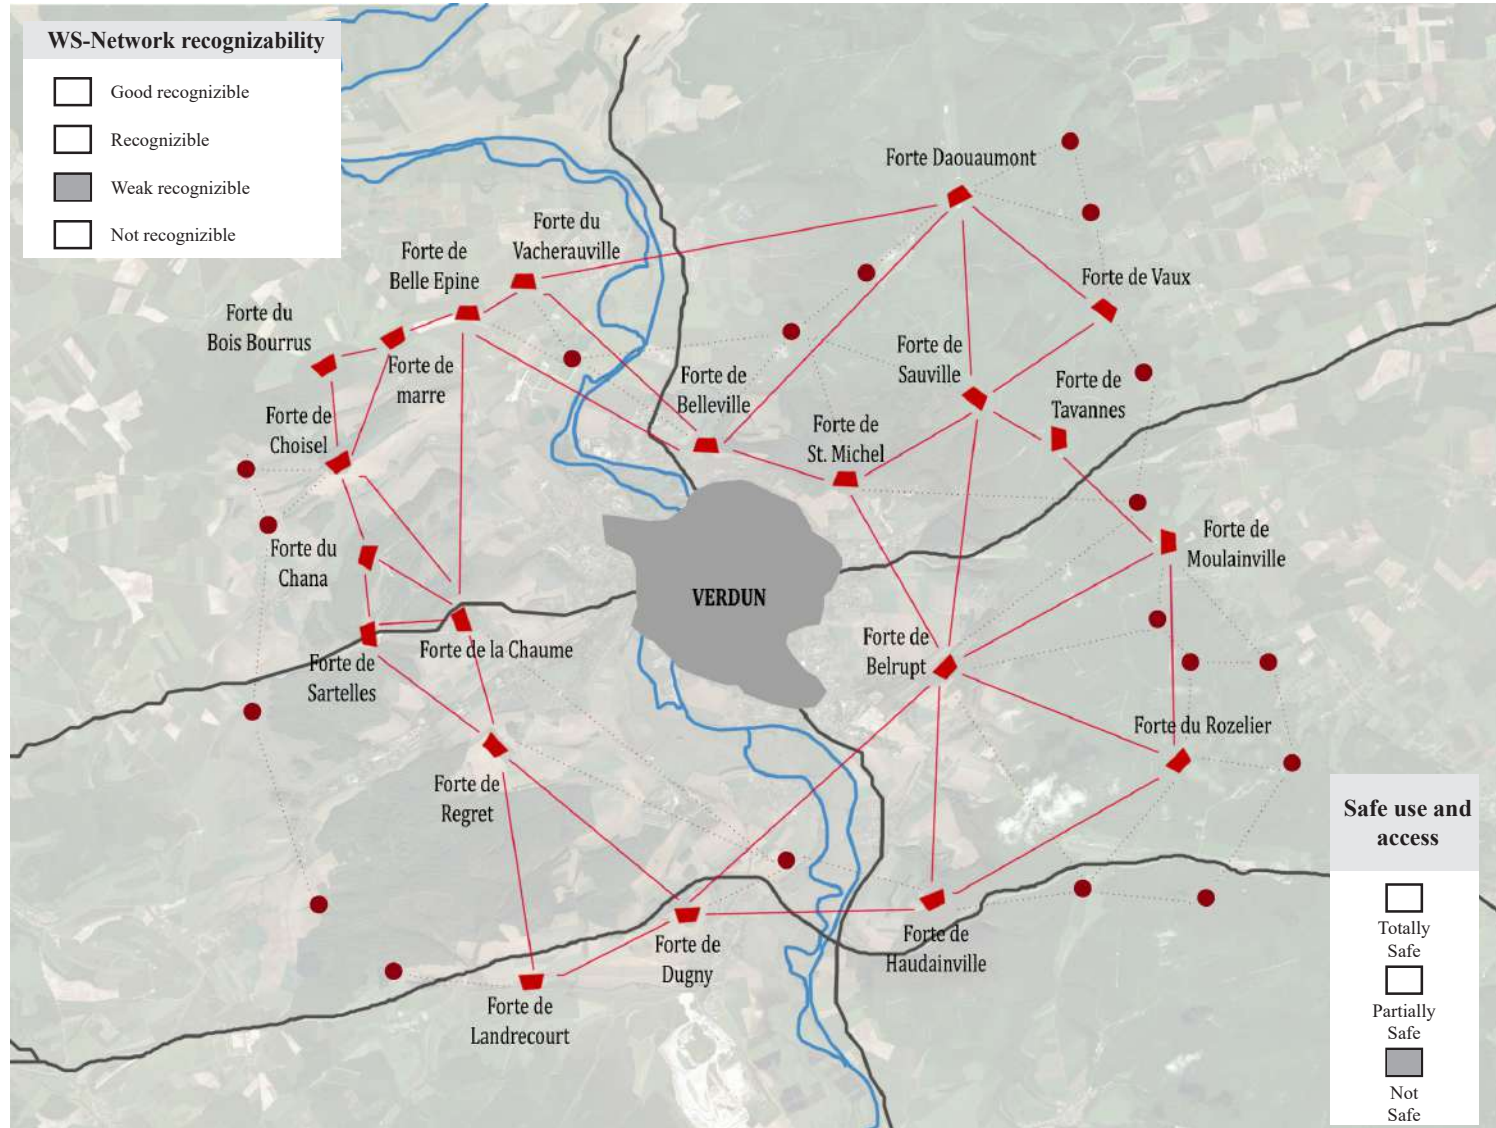 WS-Network recognizability
Good recognizible
Recognizible
Weak recognizible
Not recognizible
Forte Daouaumont
Forte du
Vacherauville
Forte de
Belle Epine
Forte de Vaux
Forte du
Bois Bourrus
Forte de
marre
Forte de
Sauville
Forte de
Belleville
Forte de
Tavannes
Forte de
Choisel
Forte de
St. Michel
Forte de
Moulainville
Forte du
Chana
VERDUN
Forte de
Belrupt
Forte de la Chaume
Forte de
Sartelles
Forte du Rozelier
Forte de
Regret
Safe use and
access
Totally
Safe
Partially
Safe
Not
Safe
Forte de
Dugny
Forte de
Haudainville
Forte de
Landrecourt